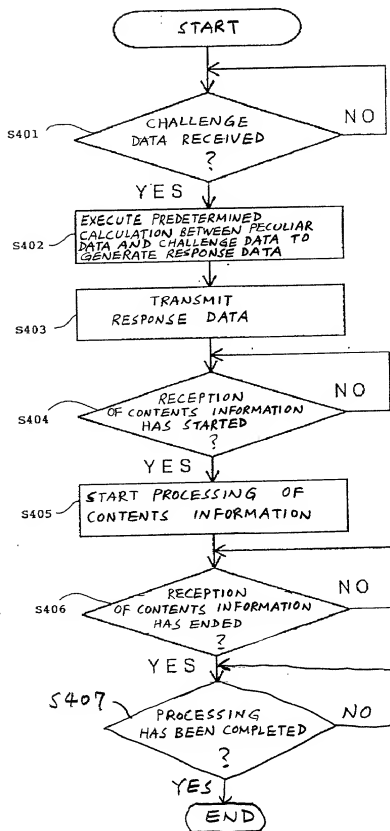 START
S401
CHALLENGE
DATA RECEIVED
?
NO
YES
S402
EXECUTE PREDETERMINED
CALCULATION BETWEEN PECULIAR
DATA AND CHALLENGE DATA TO
GENERATE RESPONSE DATA
S403
TRANSMIT
RESPONSE DATA
S404
RECEPTION
OF CONTENTS INFORMATION
HAS STARTED
?
NO
YES
S405
START PROCESSING OF
CONTENTS INFORMATION
S406
RECEPTION
OF CONTENTS INFORMATION
HAS ENDED
?
NO
YES
S407
PROCESSING
HAS BEEN COMPLETED
?
NO
YES
END